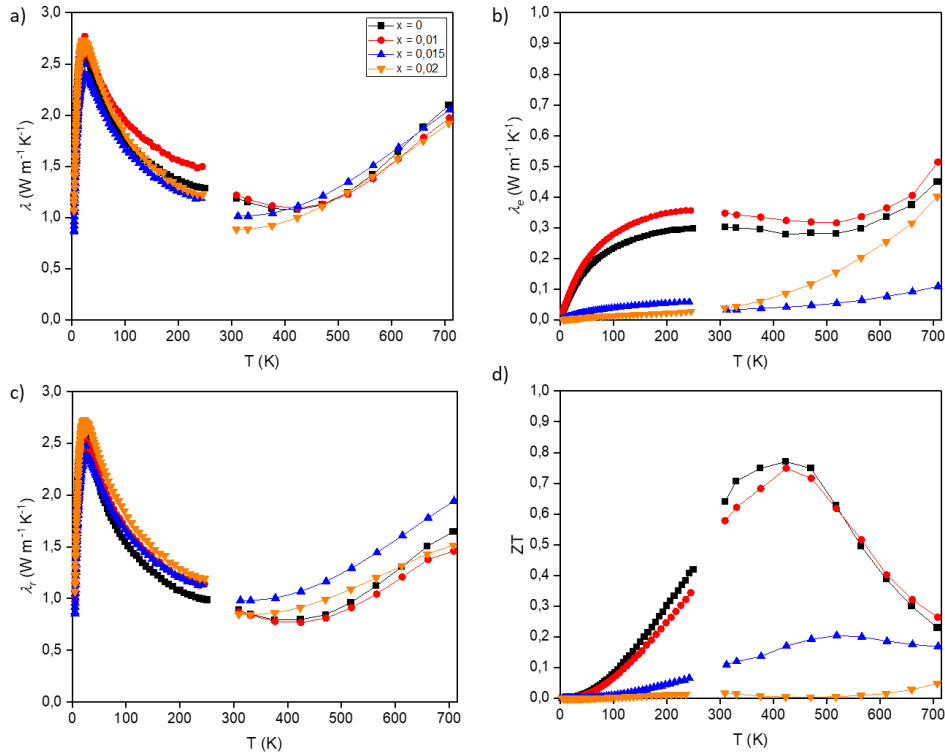 a)
3,0
2,5
2,0
1,5
1,0
0,5
0,0
λ (W m⁻¹ K⁻¹)
0 100 200 300 400 500 600 700
T (K)
x = 0
x = 0,01
x = 0,015
x = 0,02
b)
1,0
0,9
0,8
0,7
0,6
0,5
0,4
0,3
0,2
0,1
0,0
λₑ (W m⁻¹ K⁻¹)
0 100 200 300 400 500 600 700
T (K)
c)
3,0
2,5
2,0
1,5
1,0
0,5
0,0
(W m⁻¹ K⁻¹)
0 100 200 300 400 500 600 700
T (K)
d)
1,0
0,9
0,8
0,7
0,6
0,5
0,4
0,3
0,2
0,1
0,0
ZT
0 100 200 300 400 500 600 700
T (K)